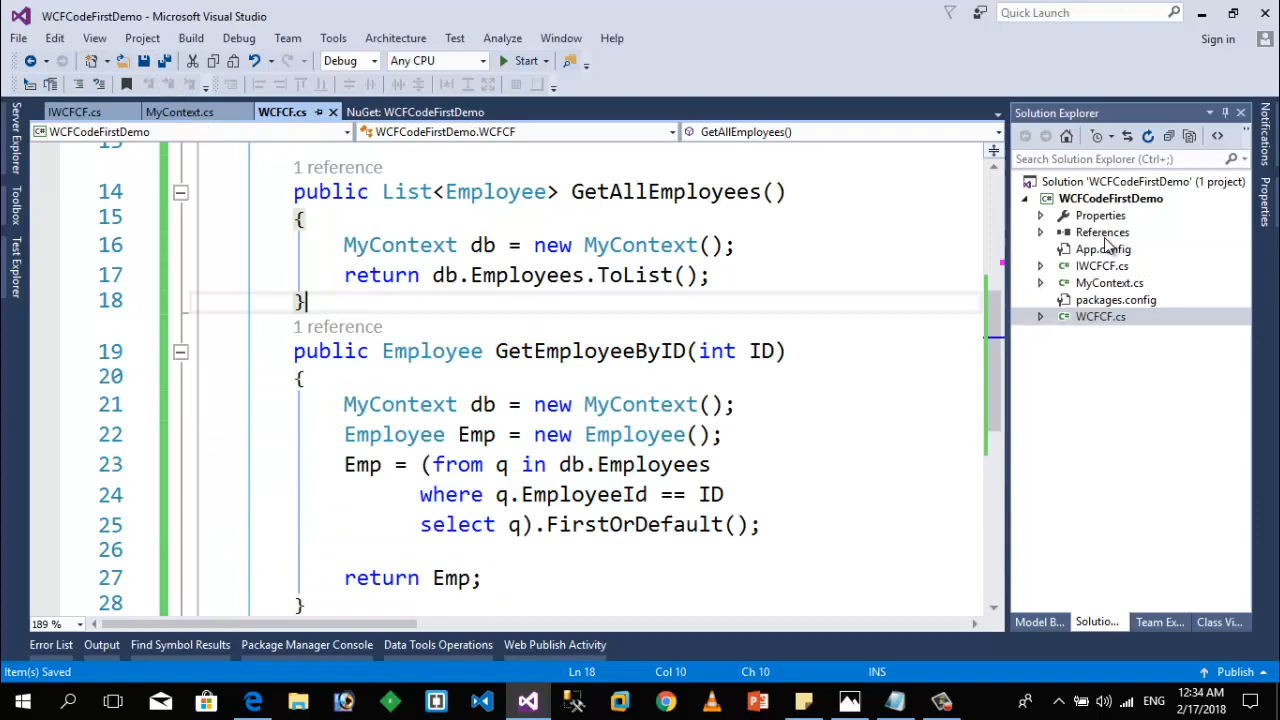 WCFCodeFirstDemo - Microsoft Visual Studio
Quick Launch
File Edit View Project Build Debug Team Tools Architecture Test Analyze Window Help
Sign in
Debug Any CPU Start
IWCFCF.cs MyContext.cs WCFCF.cs NuGet: WCFCodeFirstDemo
WCFCodeFirstDemo WCFCodeFirstDemo.WCFCF GetAllEmployees()
1 reference
14 public List<Employee> GetAllEmployees()
15 {
16 MyContext db = new MyContext();
17 return db.Employees.ToList();
18 }
1 reference
19 public Employee GetEmployeeByID(int ID)
20 {
21 MyContext db = new MyContext();
22 Employee Emp = new Employee();
23 Emp = (from q in db.Employees
24 where q.EmployeeId == ID
25 select q).FirstOrDefault();
26
27 return Emp;
28 }
189 %
Server Explorer
Toolbox
Test Explorer
Solution Explorer
Search Solution Explorer (Ctrl+;)
Solution 'WCFCodeFirstDemo' (1 project)
WCFCodeFirstDemo
Properties
References
App.config
IWCFCF.cs
MyContext.cs
packages.config
WCFCF.cs
Model B... Solutio... Team Ex... Class Vi...
Notifications
Properties
Error List Output Find Symbol Results Package Manager Console Data Tools Operations Web Publish Activity
Item(s) Saved Ln 18 Col 10 Ch 10 INS Publish
ENG
12:34 AM
2/17/2018